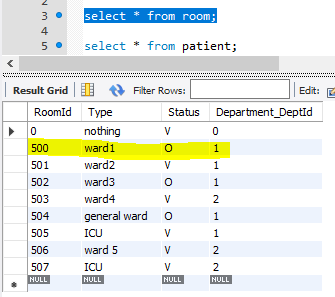 3 select * from room;
4
5 select * from patient;
Result Grid Filter Rows: Edit:
RoomId Type Status Department_DeptId
0 nothing V 0
500 ward1 O 1
501 ward2 V 1
502 ward3 O 1
503 ward4 V 2
504 general ward O 1
505 ICU V 1
506 ward 5 V 2
507 ICU V 2
NULL NULL NULL NULL